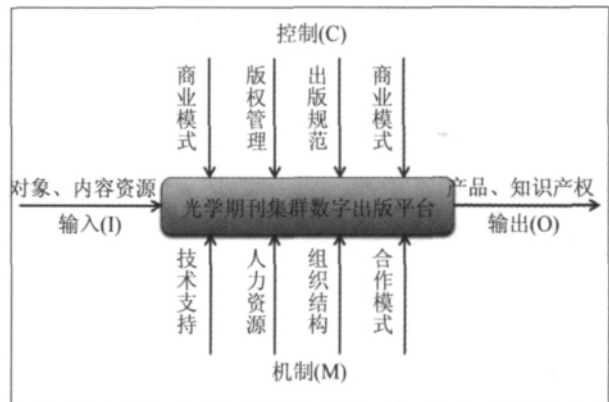 控制(C)
商业模式
版权管理
出版规范
商业模式
对象、内容资源
输入(I)
光学期刊集群数字出版平台
产品、知识产权
输出(O)
技术支持
人力资源
组织结构
合作模式
机制(M)